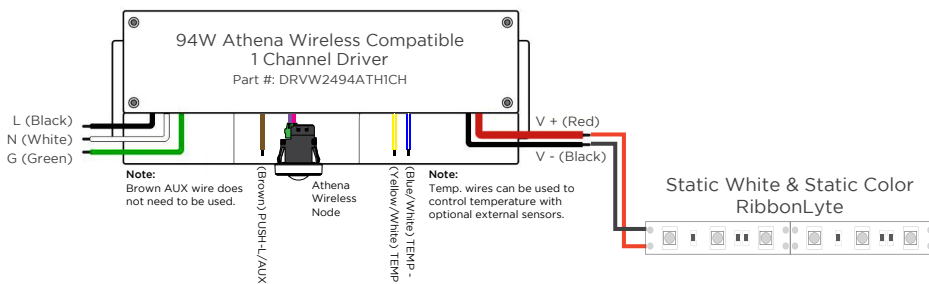 94W Athena Wireless Compatible
1 Channel Driver
Part #: DRVW2494ATH1CH
L (Black)
N (White)
G (Green)
V + (Red)
V - (Black)
Note:
Brown AUX wire does
not need to be used.
(Brown) PUSH-L/AUX
Athena
Wireless
Node
(Yellow/White) TEMP
(Blue/White) TEMP -
Note:
Temp. wires can be used to
control temperature with
optional external sensors.
Static White & Static Color
RibbonLyte